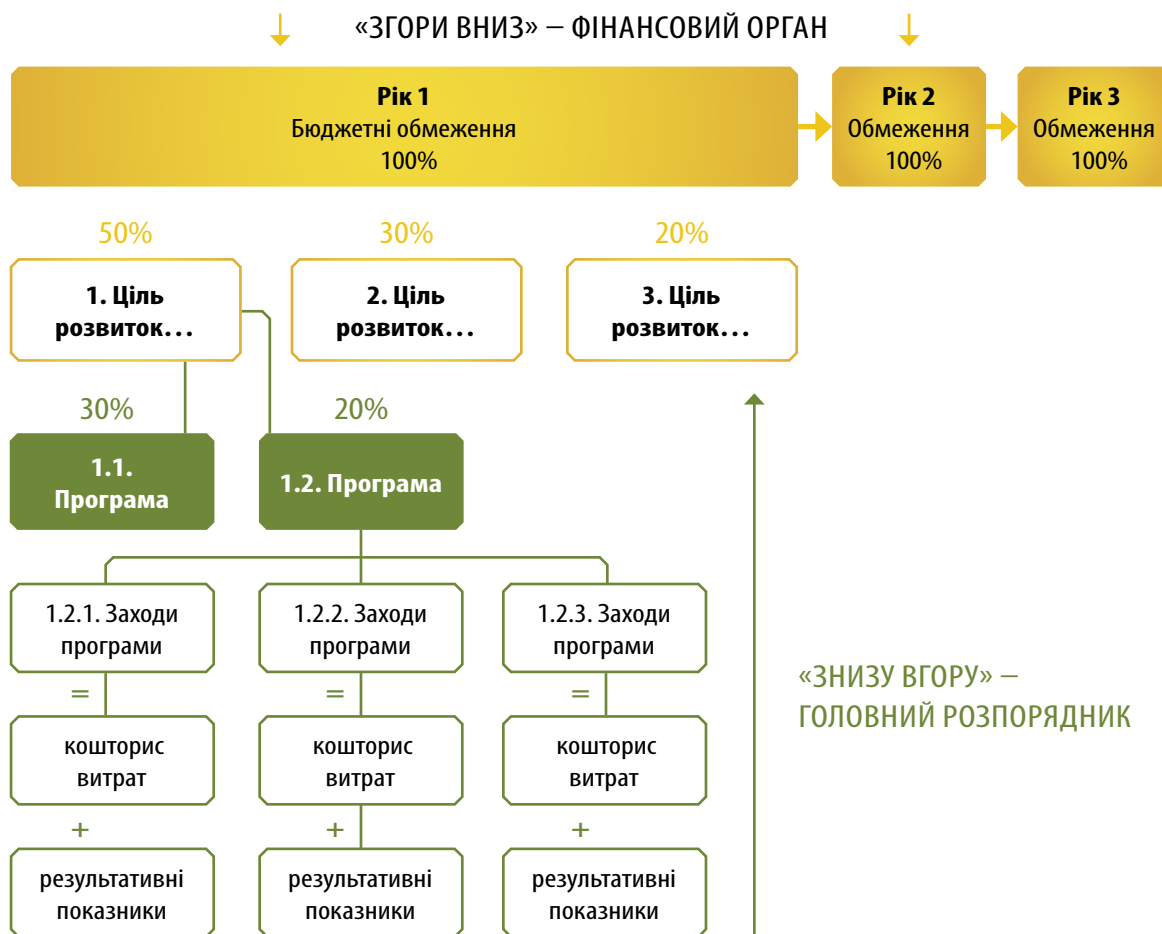 «ЗГОРИ ВНИЗ» – ФІНАНСОВИЙ ОРГАН
Рік 1
Бюджетні обмеження
100%
Рік 2
Обмеження
100%
Рік 3
Обмеження
100%
50%
30%
20%
1. Ціль
розвиток...
2. Ціль
розвиток...
3. Ціль
розвиток...
30%
20%
1.1.
Програма
1.2. Програма
1.2.1. Заходи
програми
1.2.2. Заходи
програми
1.2.3. Заходи
програми
=
=
=
кошторис
витрат
кошторис
витрат
кошторис
витрат
+
+
+
результативні
показники
результативні
показники
результативні
показники
«ЗНИЗУ ВГОРУ» –
ГОЛОВНИЙ РОЗПОРЯДНИК